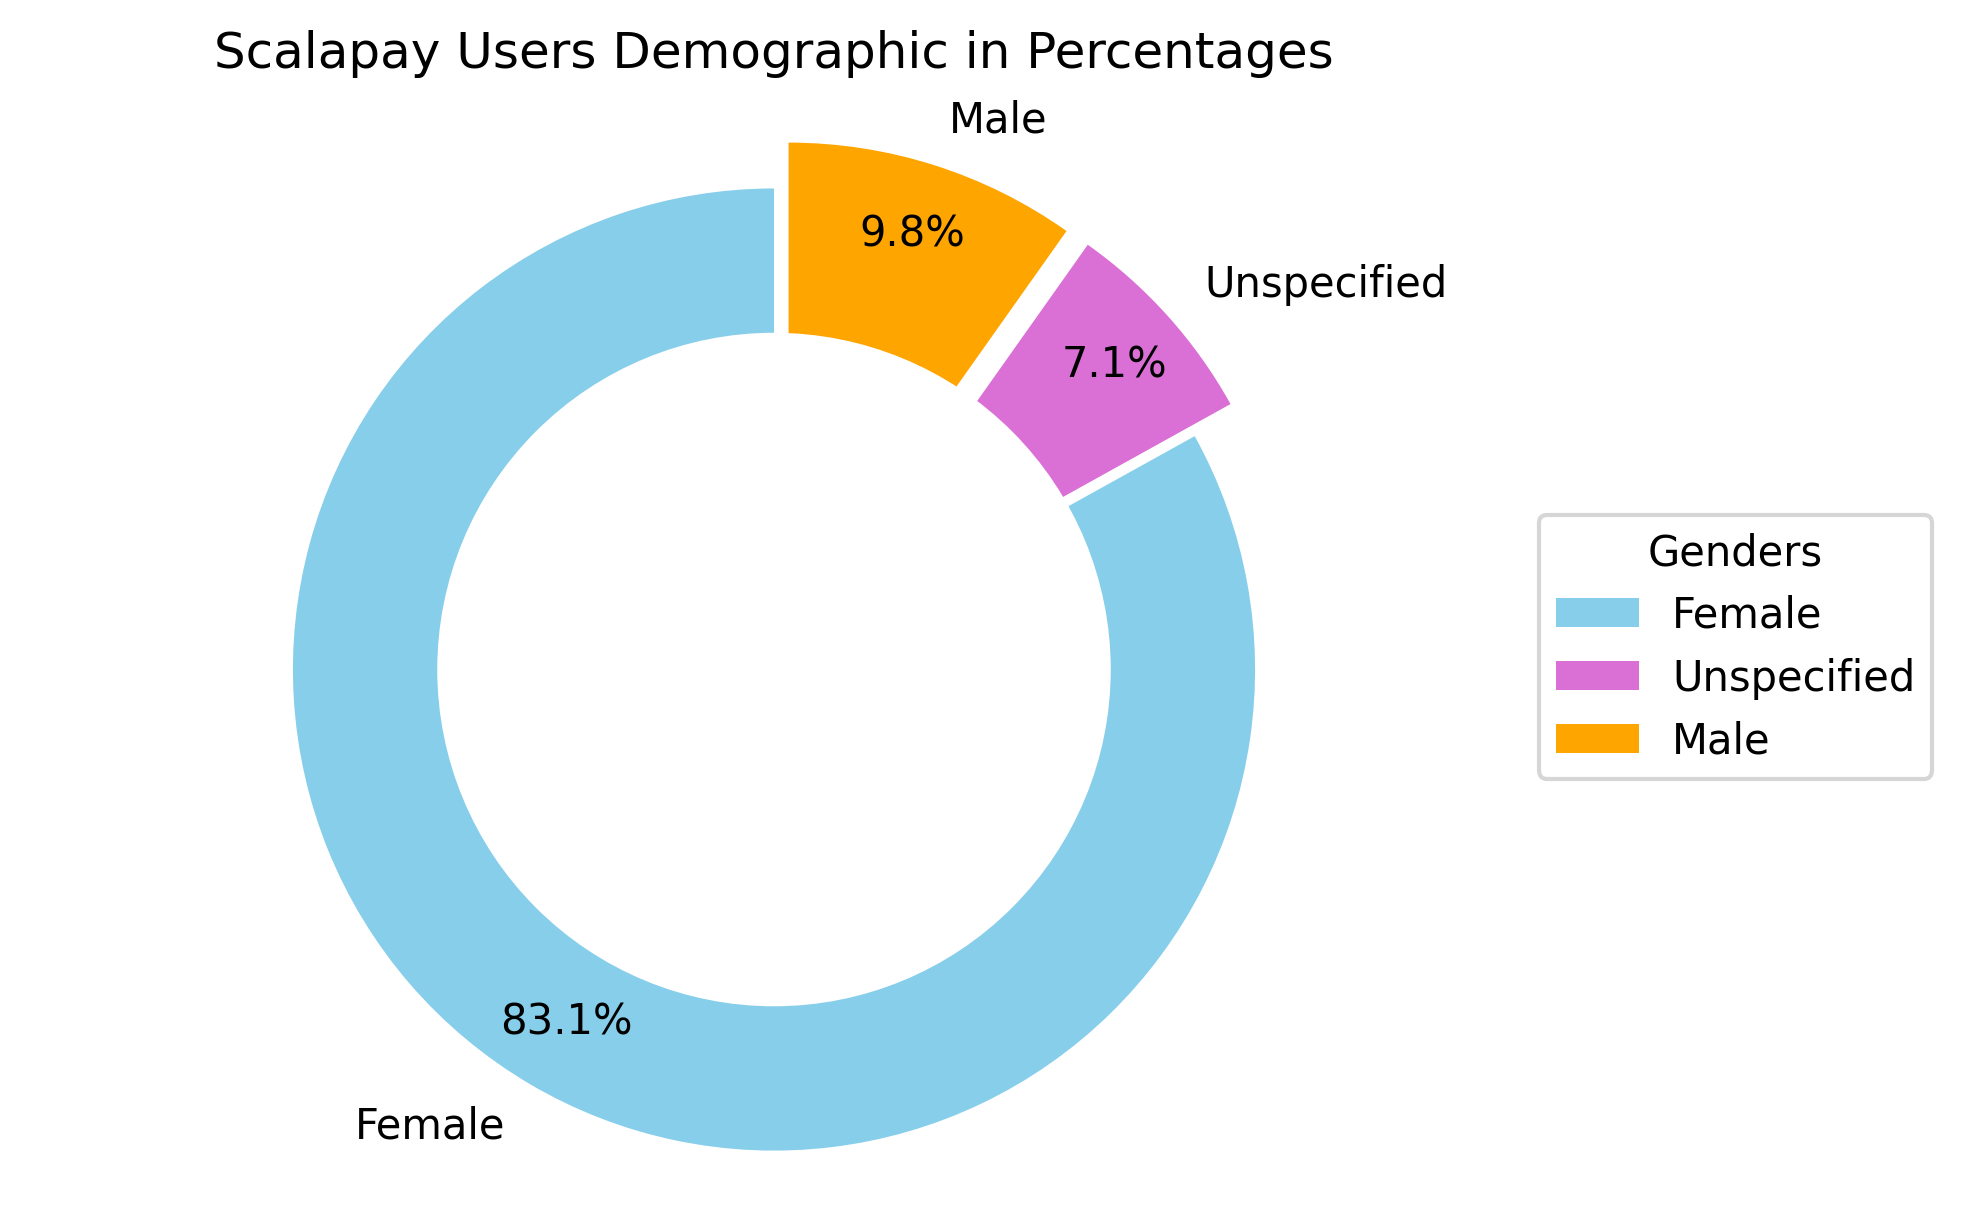 Scalapay Users Demographic in Percentages
Male
9.8%
Unspecified
7.1%
Genders
Female
Unspecified
Male
83.1%
Female